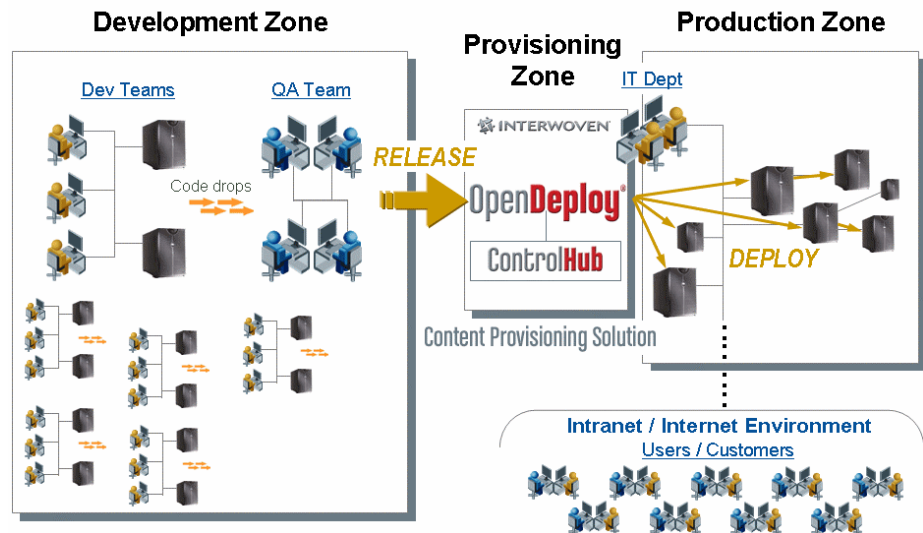 Development Zone
Provisioning
Zone
Production Zone
Dev Teams
QA Team
IT Dept
INTERWOVEN
RELEASE
Code drops
OpenDeploy®
ControlHub
DEPLOY
Content Provisioning Solution
Intranet / Internet Environment
Users / Customers